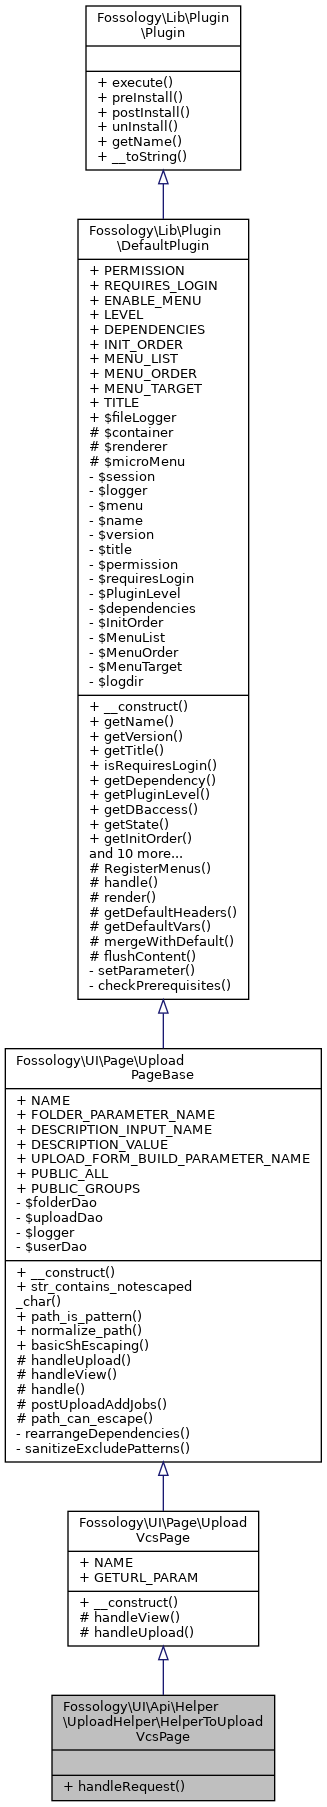 Fossology\Lib\Plugin
\Plugin
+ execute()
+ preInstall()
+ postInstall()
+ unInstall()
+ getName()
+ __toString()
Fossology\Lib\Plugin
\DefaultPlugin
+ PERMISSION
+ REQUIRES_LOGIN
+ ENABLE_MENU
+ LEVEL
+ DEPENDENCIES
+ INIT_ORDER
+ MENU_LIST
+ MENU_ORDER
+ MENU_TARGET
+ TITLE
+ $fileLogger
# $container
# $renderer
# $microMenu
- $session
- $logger
- $menu
- $name
- $version
- $title
- $permission
- $requiresLogin
- $PluginLevel
- $dependencies
- $InitOrder
- $MenuList
- $MenuOrder
- $MenuTarget
- $logdir
+ __construct()
+ getName()
+ getVersion()
+ getTitle()
+ isRequiresLogin()
+ getDependency()
+ getPluginLevel()
+ getDBaccess()
+ getState()
+ getInitOrder()
and 10 more...
# RegisterMenus()
# handle()
# render()
# getDefaultHeaders()
# getDefaultVars()
# mergeWithDefault()
# flushContent()
- setParameter()
- checkPrerequisites()
Fossology\UI\Page\Upload
PageBase
+ NAME
+ FOLDER_PARAMETER_NAME
+ DESCRIPTION_INPUT_NAME
+ DESCRIPTION_VALUE
+ UPLOAD_FORM_BUILD_PARAMETER_NAME
+ PUBLIC_ALL
+ PUBLIC_GROUPS
- $folderDao
- $uploadDao
- $logger
- $userDao
+ __construct()
+ str_contains_notescaped
_char()
+ path_is_pattern()
+ normalize_path()
+ basicShEscaping()
# handleUpload()
# handleView()
# handle()
# postUploadAddJobs()
# path_can_escape()
- rearrangeDependencies()
- sanitizeExcludePatterns()
Fossology\UI\Page\Upload
VcsPage
+ NAME
+ GETURL_PARAM
+ __construct()
# handleView()
# handleUpload()
Fossology\UI\Api\Helper
\UploadHelper\HelperToUpload
VcsPage
+ handleRequest()